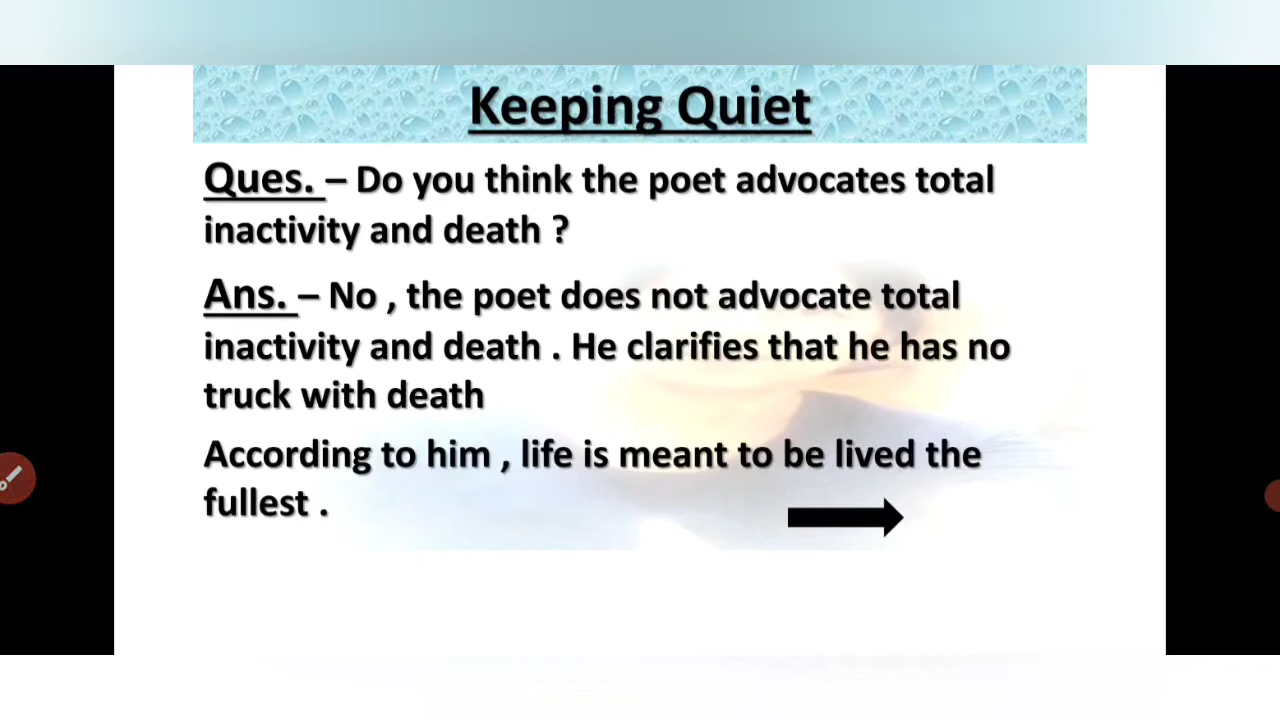 Keeping Quiet
Ques. – Do you think the poet advocates total
inactivity and death ?
Ans. – No , the poet does not advocate total
inactivity and death . He clarifies that he has no
truck with death
According to him , life is meant to be lived the
fullest .